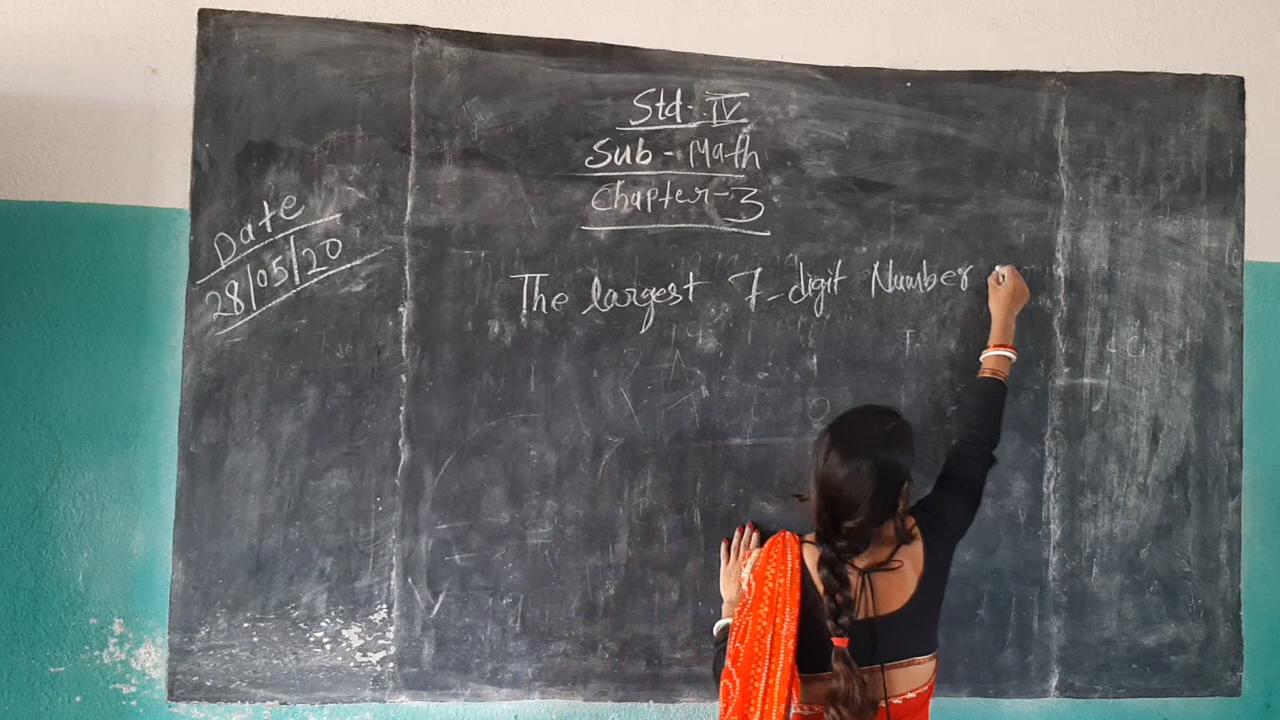 Std- IV
Sub - Math
Chapter-3
Date
28/05/20
The largest 7-digit Number